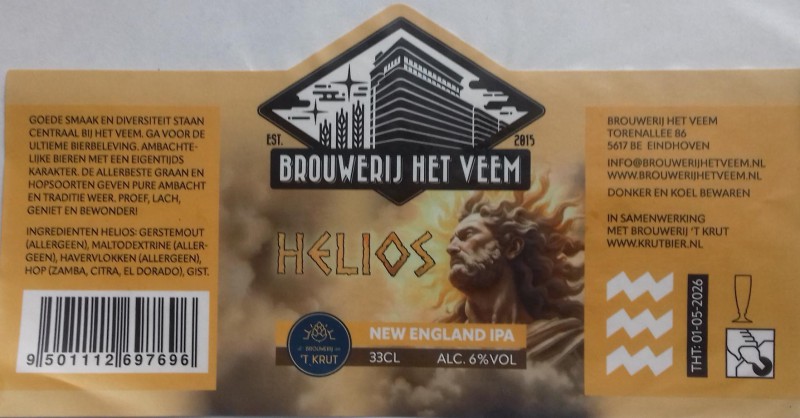 GOEDE SMAAK EN DIVERSITEIT STAAN
CENTRAAL BIJ HET VEEM. GA VOOR DE
ULTIEME BIERBELEVING. AMBACHTE-
LIJKE BIEREN MET EEN EIGENTIJDS
KARAKTER. DE ALLERBESTE GRAAN EN
HOPSOORTEN GEVEN PURE AMBACHT
EN TRADITIE WEER. PROEF, LACH,
GENIET EN BEWONDER!
INGREDIENTEN HELIOS: GERSTEMOUT
(ALLERGEEN), MALTODEXTRINE (ALLER-
GEEN), HAVERVLOKKEN (ALLERGEEN),
HOP (ZAMBA, CITRA, EL DORADO), GIST.
9 501112 697696
EST. 2015
BROUWERIJ HET VEEM
HELIOS
NEW ENGLAND IPA
BROUWERIJ
'T KRUT
33CL ALC. 6% VOL
BROUWERIJ HET VEEM
TORENALLEE 86
5617 BE EINDHOVEN
INFO@BROUWERIJHETVEEM.NL
WWW.BROUWERIJHETVEEM.NL
DONKER EN KOEL BEWAREN
IN SAMENWERKING
MET BROUWERIJ 'T KRUT
WWW.KRUTBIER.NL
THT: 01-05-2026